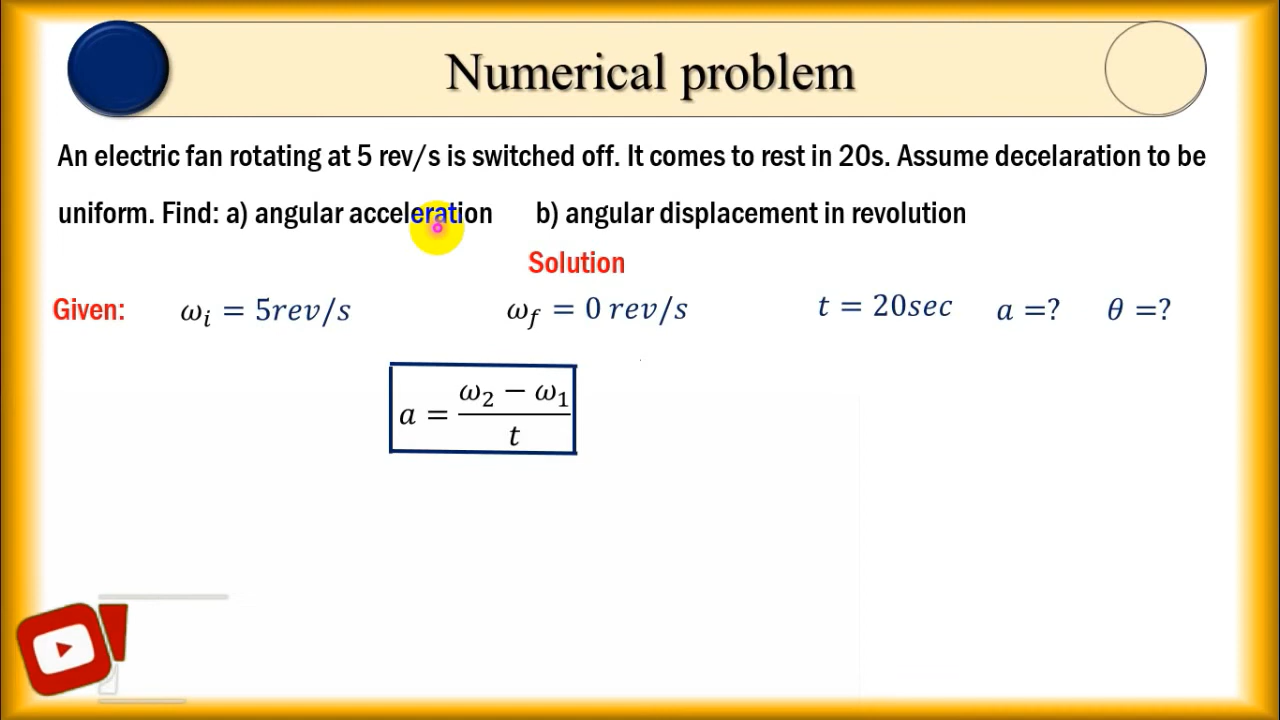 Numerical problem
An electric fan rotating at 5 rev/s is switched off. It comes to rest in 20s. Assume decelaration to be
uniform. Find: a) angular acceleration b) angular displacement in revolution
Solution
Given: ωᵢ = 5rev/s ω_f = 0 rev/s t = 20sec a =? θ =?
a = (ω₂ − ω₁)/t